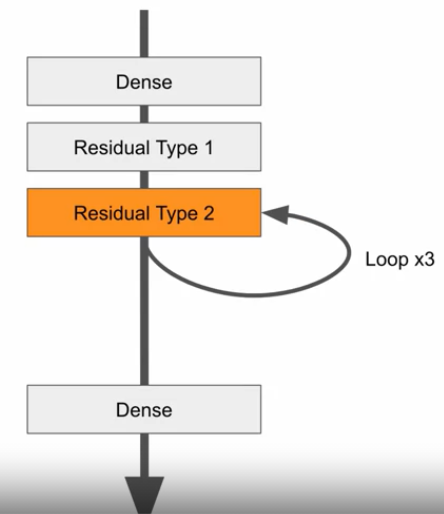 Dense
Residual Type 1
Residual Type 2
Loop x3
Dense